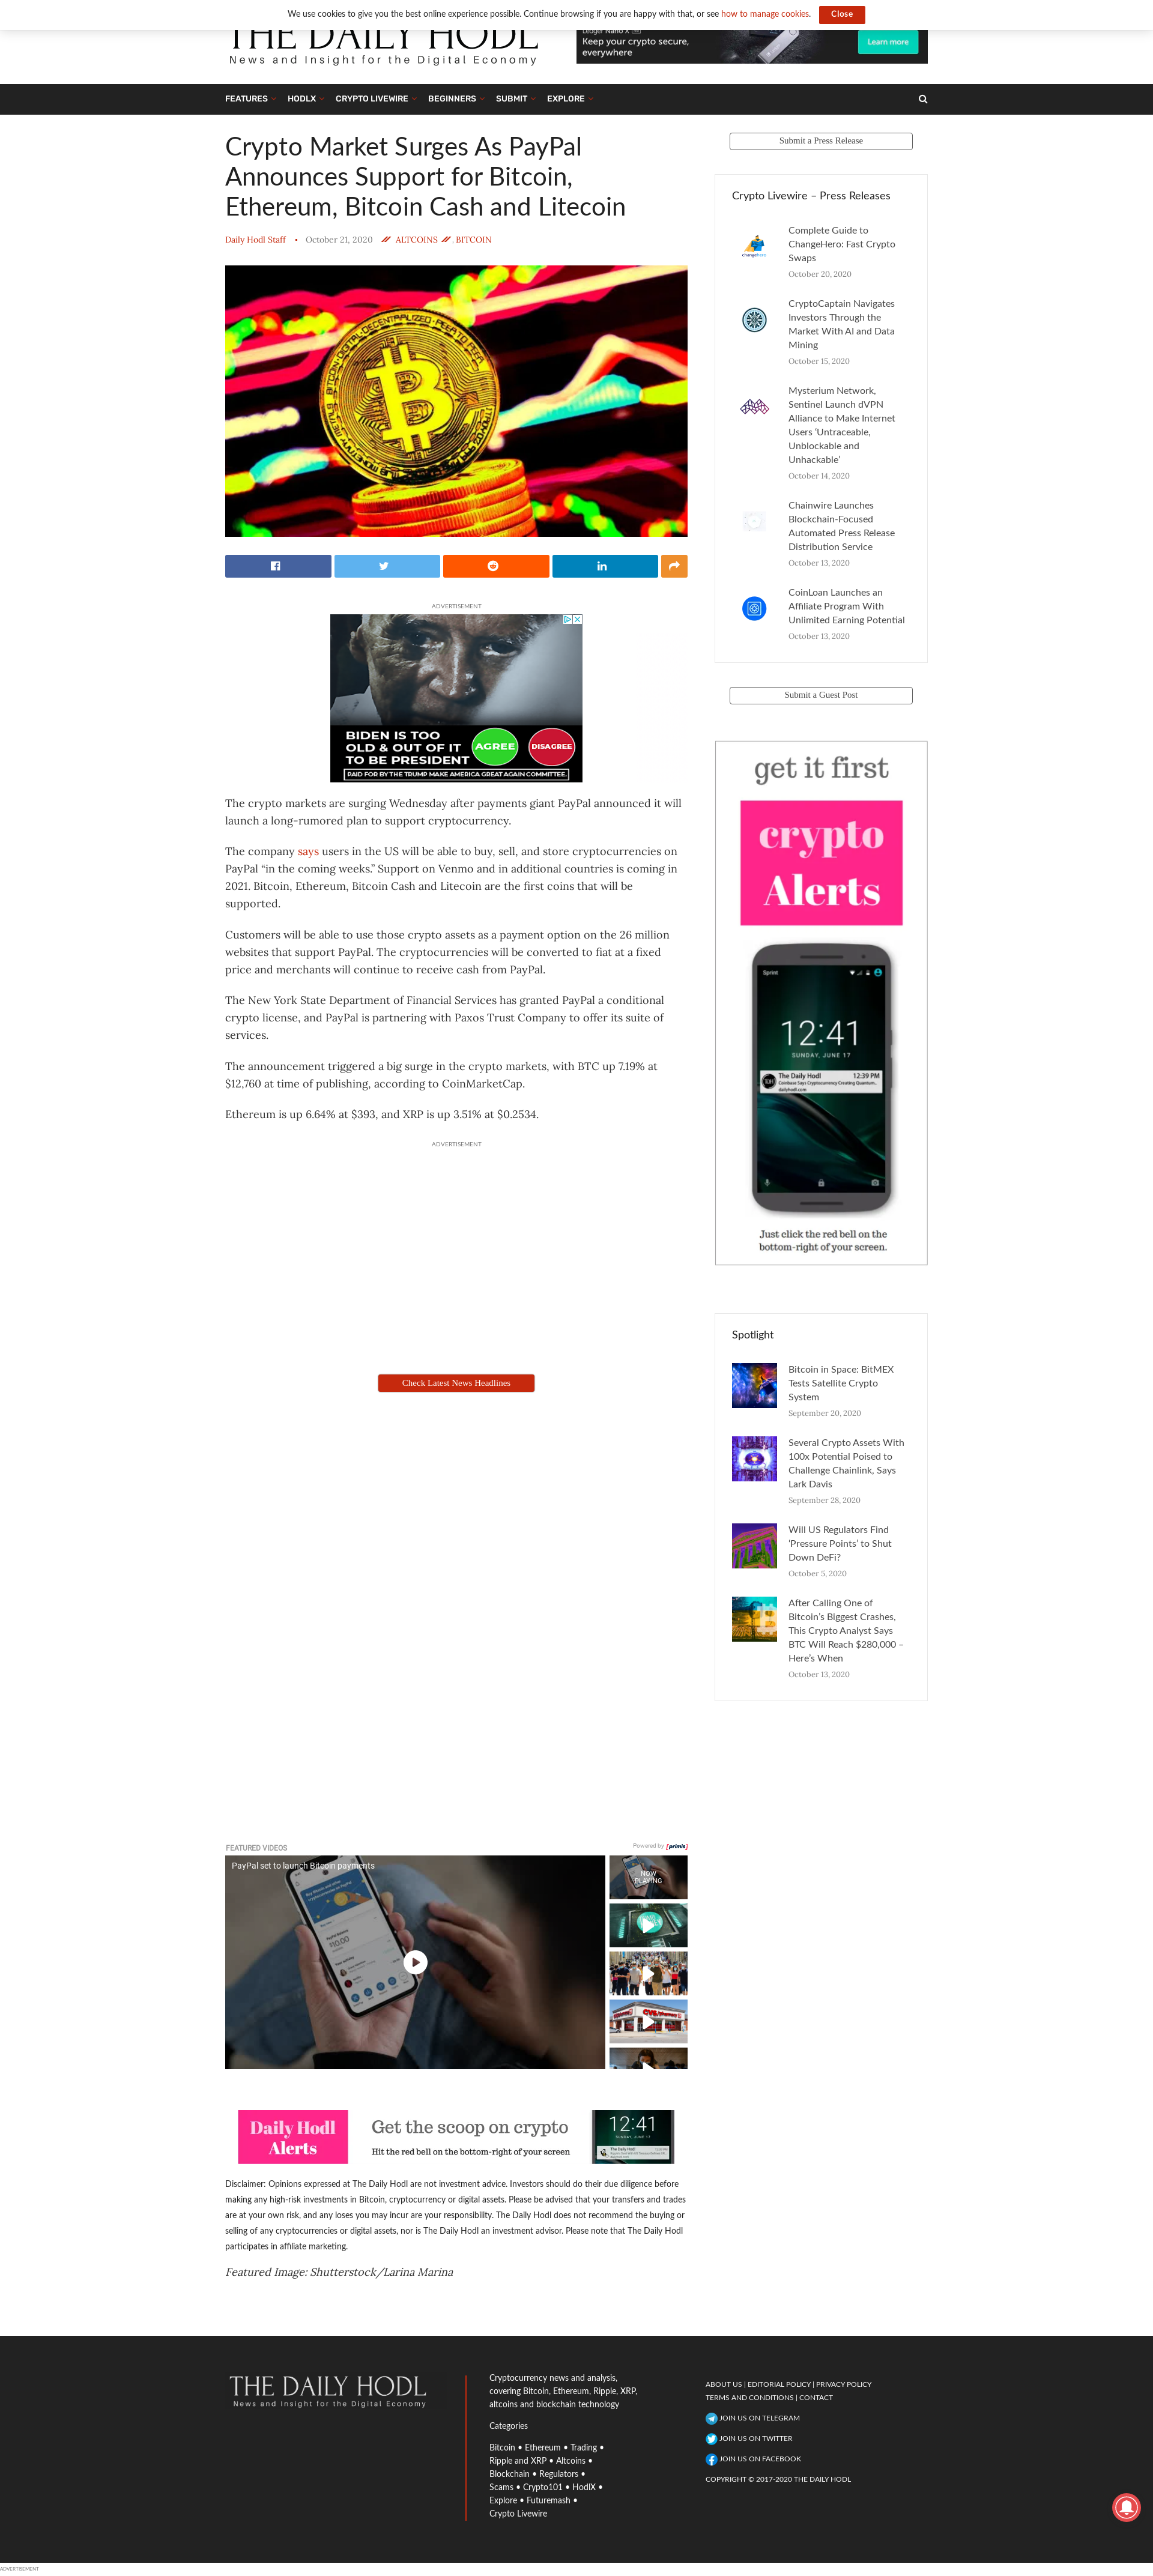 We use cookies to give you the best online experience possible. Continue browsing if you are happy with that, or see how to manage cookies. Close
THE DAILY HODL
News and Insight for the Digital Economy
Ledger Nano X
Keep your crypto secure,
everywhere
Learn more
FEATURES HODLX CRYPTO LIVEWIRE BEGINNERS SUBMIT EXPLORE
Crypto Market Surges As PayPal
Announces Support for Bitcoin,
Ethereum, Bitcoin Cash and Litecoin
Daily Hodl Staff • October 21, 2020 ALTCOINS , BITCOIN
ADVERTISEMENT
BIDEN IS TOO
OLD & OUT OF IT
TO BE PRESIDENT
AGREE
DISAGREE
PAID FOR BY THE TRUMP MAKE AMERICA GREAT AGAIN COMMITTEE.
The crypto markets are surging Wednesday after payments giant PayPal announced it will
launch a long-rumored plan to support cryptocurrency.
The company says users in the US will be able to buy, sell, and store cryptocurrencies on
PayPal “in the coming weeks.” Support on Venmo and in additional countries is coming in
2021. Bitcoin, Ethereum, Bitcoin Cash and Litecoin are the first coins that will be
supported.
Customers will be able to use those crypto assets as a payment option on the 26 million
websites that support PayPal. The cryptocurrencies will be converted to fiat at a fixed
price and merchants will continue to receive cash from PayPal.
The New York State Department of Financial Services has granted PayPal a conditional
crypto license, and PayPal is partnering with Paxos Trust Company to offer its suite of
services.
The announcement triggered a big surge in the crypto markets, with BTC up 7.19% at
$12,760 at time of publishing, according to CoinMarketCap.
Ethereum is up 6.64% at $393, and XRP is up 3.51% at $0.2534.
ADVERTISEMENT
Check Latest News Headlines
FEATURED VIDEOS
Powered by [primis]
PayPal set to launch Bitcoin payments
NOW
PLAYING
Daily Hodl
Alerts
Get the scoop on crypto
Hit the red bell on the bottom-right of your screen
12:41
Disclaimer: Opinions expressed at The Daily Hodl are not investment advice. Investors should do their due diligence before
making any high-risk investments in Bitcoin, cryptocurrency or digital assets. Please be advised that your transfers and trades
are at your own risk, and any loses you may incur are your responsibility. The Daily Hodl does not recommend the buying or
selling of any cryptocurrencies or digital assets, nor is The Daily Hodl an investment advisor. Please note that The Daily Hodl
participates in affiliate marketing.
Featured Image: Shutterstock/Larina Marina
Submit a Press Release
Crypto Livewire – Press Releases
Complete Guide to
ChangeHero: Fast Crypto
Swaps
October 20, 2020
CryptoCaptain Navigates
Investors Through the
Market With AI and Data
Mining
October 15, 2020
Mysterium Network,
Sentinel Launch dVPN
Alliance to Make Internet
Users ‘Untraceable,
Unblockable and
Unhackable’
October 14, 2020
Chainwire Launches
Blockchain-Focused
Automated Press Release
Distribution Service
October 13, 2020
CoinLoan Launches an
Affiliate Program With
Unlimited Earning Potential
October 13, 2020
Submit a Guest Post
get it first
crypto
Alerts
Sprint
12:41
SUNDAY, JUNE 17
The Daily Hodl 12:39 PM
Coinbase Says Cryptocurrency Creating Quantum..
dailyhodl.com
Just click the red bell on the
bottom-right of your screen.
Spotlight
Bitcoin in Space: BitMEX
Tests Satellite Crypto
System
September 20, 2020
Several Crypto Assets With
100x Potential Poised to
Challenge Chainlink, Says
Lark Davis
September 28, 2020
Will US Regulators Find
‘Pressure Points’ to Shut
Down DeFi?
October 5, 2020
After Calling One of
Bitcoin’s Biggest Crashes,
This Crypto Analyst Says
BTC Will Reach $280,000 –
Here’s When
October 13, 2020
THE DAILY HODL
News and Insight for the Digital Economy
Cryptocurrency news and analysis,
covering Bitcoin, Ethereum, Ripple, XRP,
altcoins and blockchain technology
Categories
Bitcoin • Ethereum • Trading •
Ripple and XRP • Altcoins •
Blockchain • Regulators •
Scams • Crypto101 • HodlX •
Explore • Futuremash •
Crypto Livewire
ABOUT US | EDITORIAL POLICY | PRIVACY POLICY
TERMS AND CONDITIONS | CONTACT
JOIN US ON TELEGRAM
JOIN US ON TWITTER
JOIN US ON FACEBOOK
COPYRIGHT © 2017-2020 THE DAILY HODL
ADVERTISEMENT